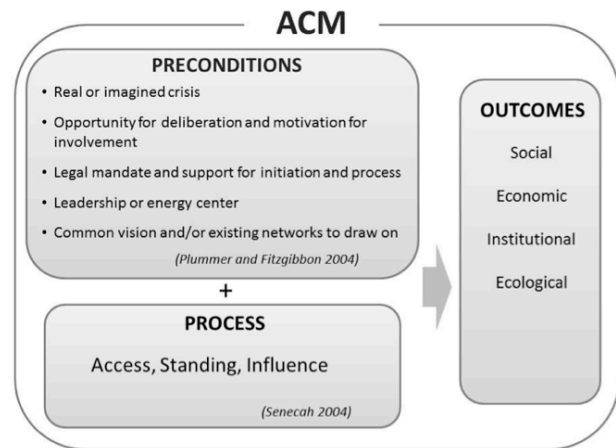 ACM
PRECONDITIONS
• Real or imagined crisis
• Opportunity for deliberation and motivation for
involvement
• Legal mandate and support for initiation and process
• Leadership or energy center
• Common vision and/or existing networks to draw on
(Plummer and Fitzgibbon 2004)
+
PROCESS
Access, Standing, Influence
(Senecah 2004)
OUTCOMES
Social
Economic
Institutional
Ecological